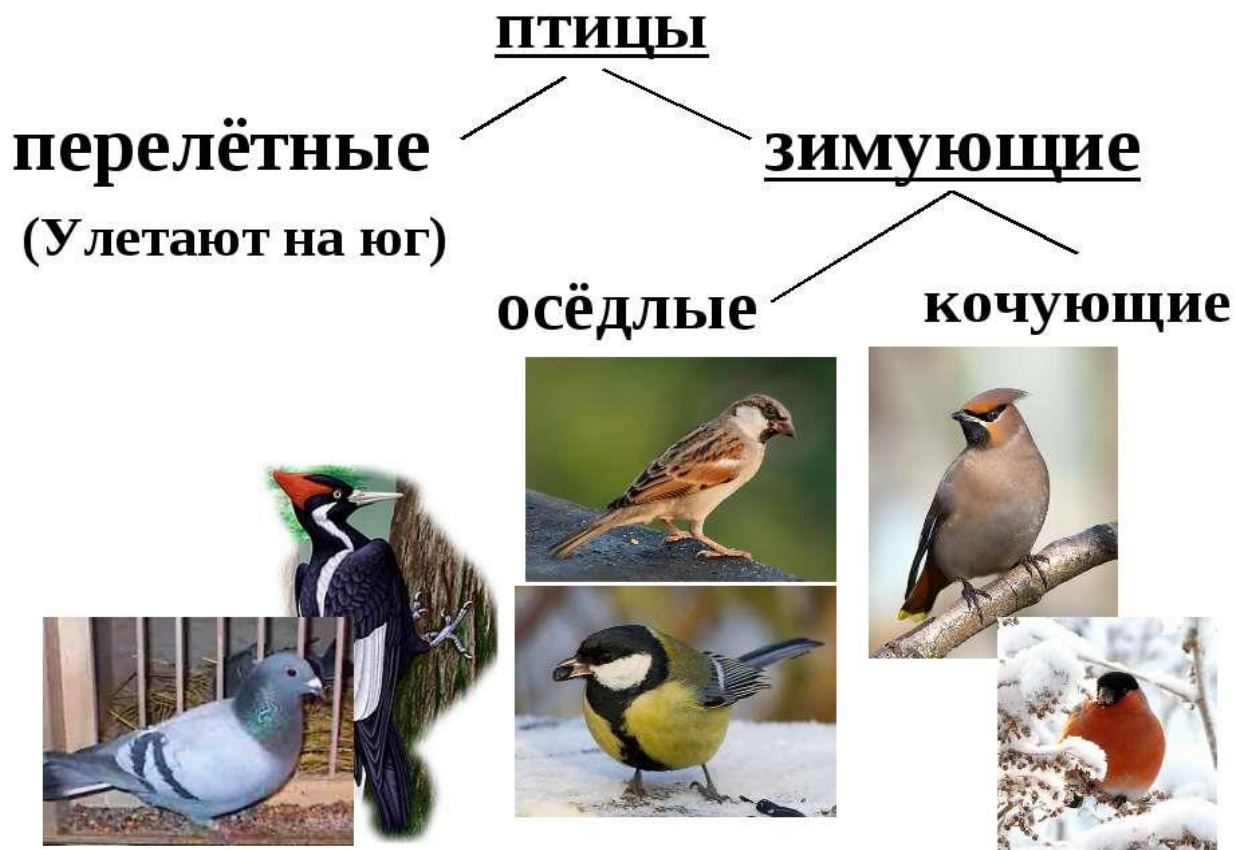 птицы
перелётные
зимующие
(Улетают на юг)
осёдлые
кочующие